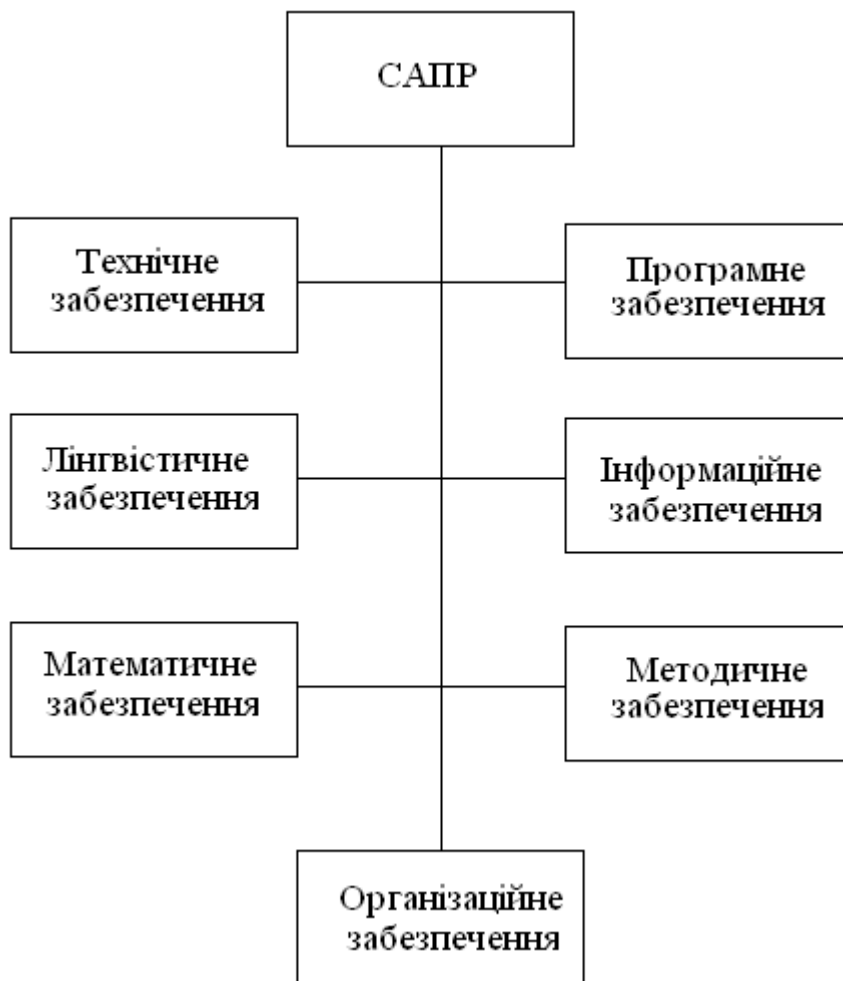 САПР
Технічне
забезпечення
Програмне
забезпечення
Лінгвістичне
забезпечення
Інформаційне
забезпечення
Математичне
забезпечення
Методичне
забезпечення
Організаційне
забезпечення